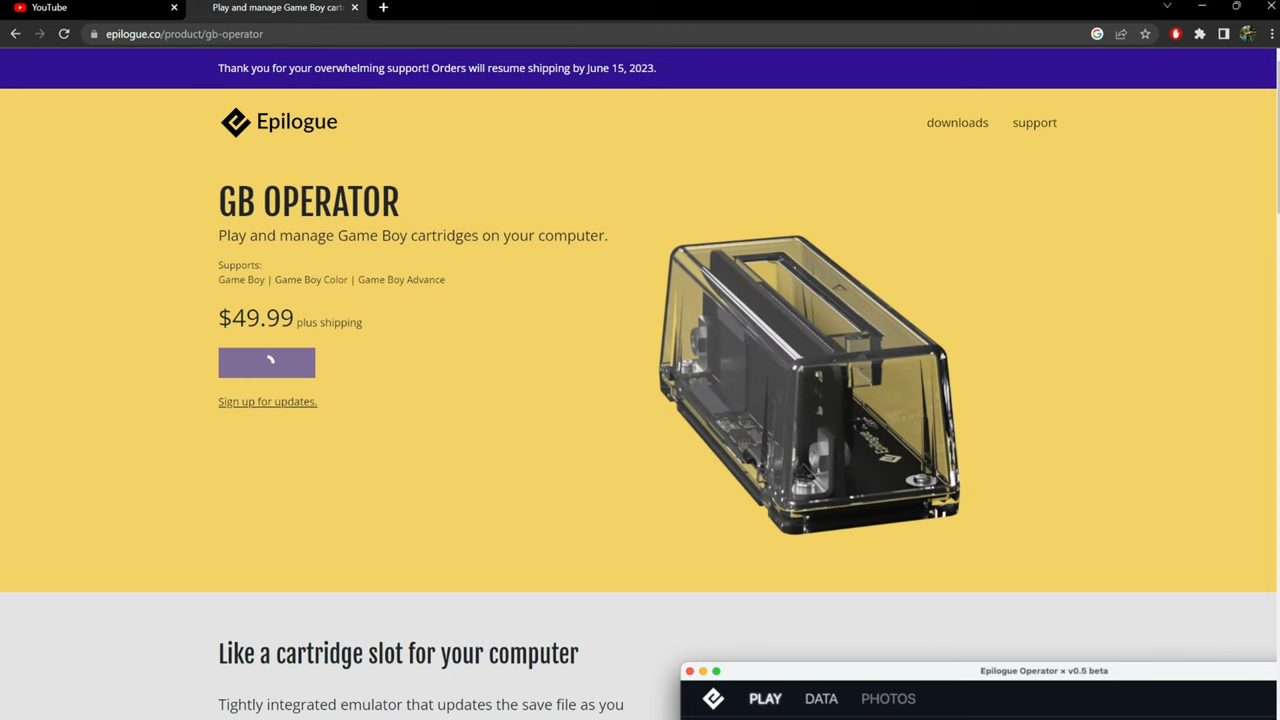 YouTube
Play and manage Game Boy cart
epilogue.co/product/gb-operator
Thank you for your overwhelming support! Orders will resume shipping by June 15, 2023.
Epilogue
downloads
support
GB OPERATOR
Play and manage Game Boy cartridges on your computer.
Supports:
Game Boy | Game Boy Color | Game Boy Advance
$49.99 plus shipping
Sign up for updates.
Epilogue
Like a cartridge slot for your computer
Epilogue Operator × v0.5 beta
PLAY DATA PHOTOS
Tightly integrated emulator that updates the save file as you